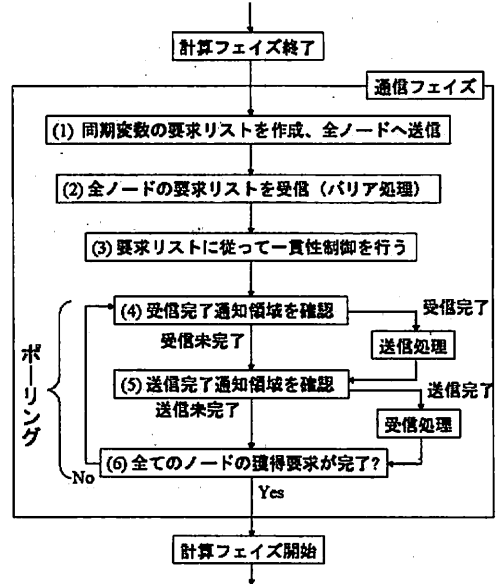 計算フェイズ終了
通信フェイズ
(1) 同期変数の要求リストを作成、全ノードへ送信
(2) 全ノードの要求リストを受信（バリア処理）
(3) 要求リストに従って一貫性制御を行う
(4) 受信完了通知領域を確認
受信完了
受信未完了
送信処理
ポーリング
(5) 送信完了通知領域を確認
送信完了
送信未完了
受信処理
(6) 全てのノードの獲得要求が完了?
No
Yes
計算フェイズ開始